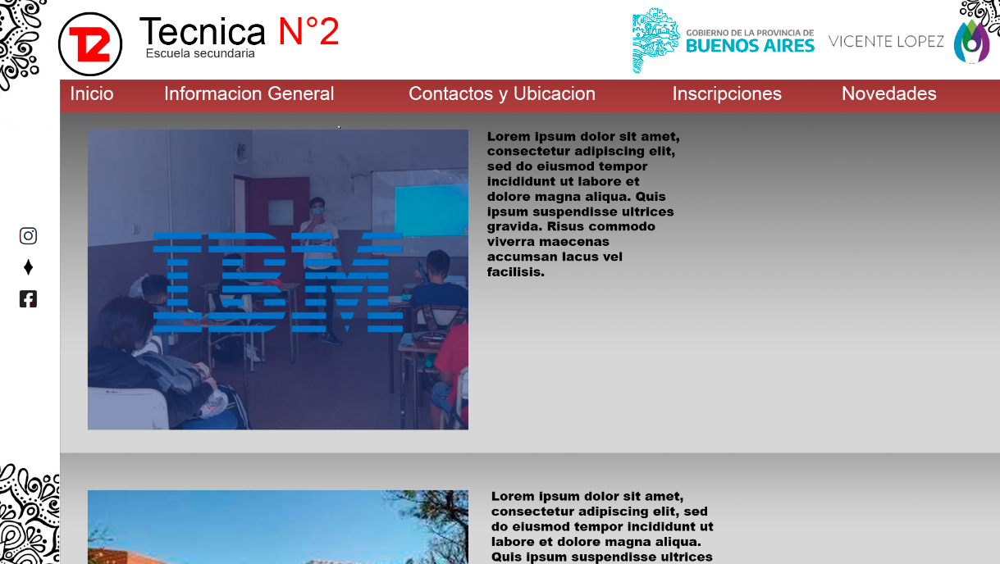 T2
Tecnica N°2
Escuela secundaria
GOBIERNO DE LA PROVINCIA DE
BUENOS AIRES
VICENTE LOPEZ
Inicio
Informacion General
Contactos y Ubicacion
Inscripciones
Novedades
IBM
Lorem ipsum dolor sit amet,
consectetur adipiscing elit,
sed do eiusmod tempor
incididunt ut labore et
dolore magna aliqua. Quis
ipsum suspendisse ultrices
gravida. Risus commodo
viverra maecenas
accumsan lacus vel
facilisis.
Lorem ipsum dolor sit amet,
consectetur adipiscing elit, sed
do eiusmod tempor incididunt ut
labore et dolore magna aliqua.
Quis ipsum suspendisse ultrices